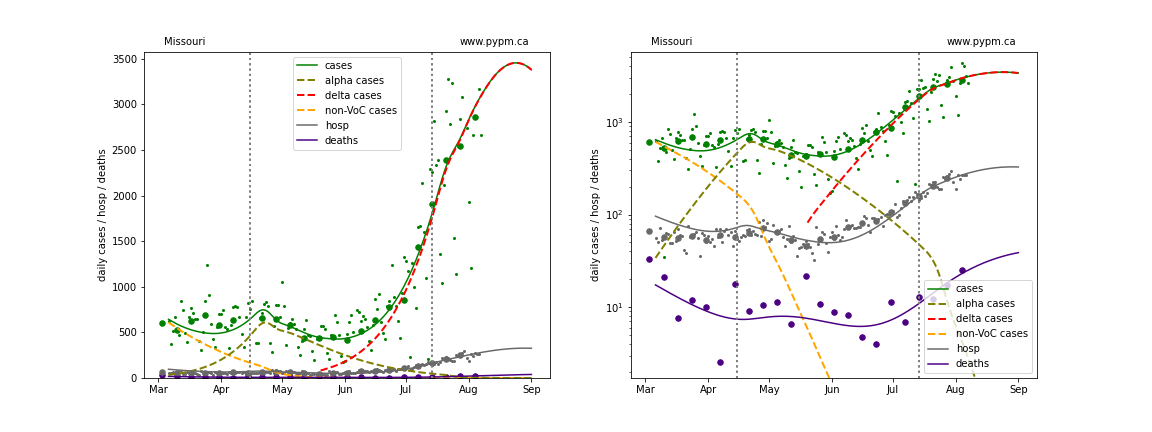 Missouri www.pypm.ca
3500
3000
2500
2000
1500
1000
500
0
daily cases / hosp / deaths
cases
alpha cases
delta cases
non-VoC cases
hosp
deaths
Mar Apr May Jun Jul Aug Sep
Missouri www.pypm.ca
10³
10²
10¹
daily cases / hosp / deaths
cases
alpha cases
delta cases
non-VoC cases
hosp
deaths
Mar Apr May Jun Jul Aug Sep